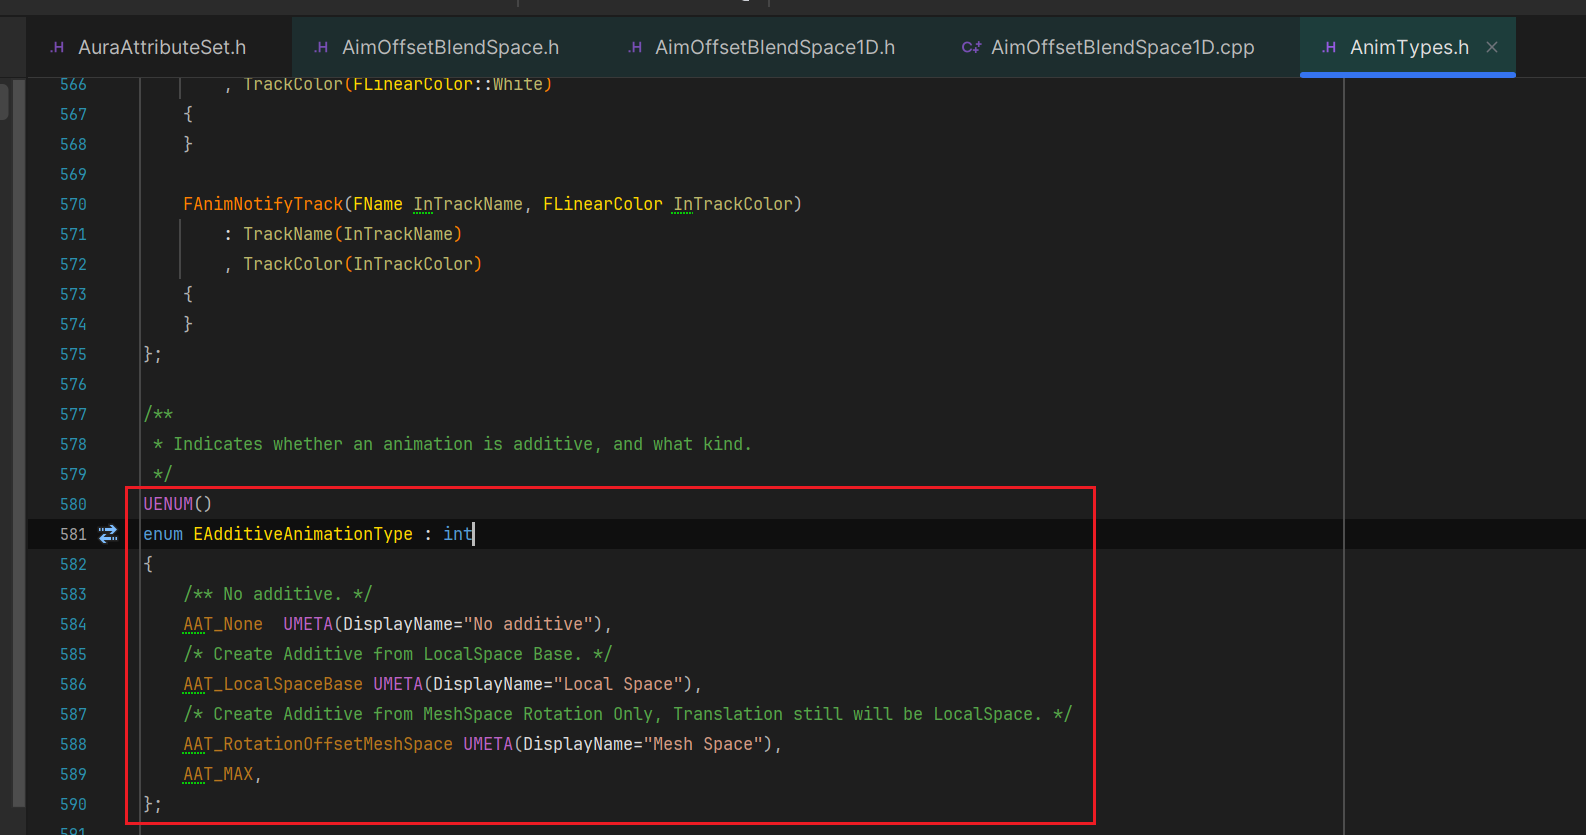 .H AuraAttributeSet.h .H AimOffsetBlendSpace.h .H AimOffsetBlendSpace1D.h C++ AimOffsetBlendSpace1D.cpp .H AnimTypes.h ×
566 , TrackColor(FLinearColor::White)
567 {
568 }
569
570 FAnimNotifyTrack(FName InTrackName, FLinearColor InTrackColor)
571 : TrackName(InTrackName)
572 , TrackColor(InTrackColor)
573 {
574 }
575 };
576
577 /**
578 * Indicates whether an animation is additive, and what kind.
579 */
580 UENUM()
581 enum EAdditiveAnimationType : int
582 {
583 /** No additive. */
584 AAT_None  UMETA(DisplayName="No additive"),
585 /* Create Additive from LocalSpace Base. */
586 AAT_LocalSpaceBase UMETA(DisplayName="Local Space"),
587 /* Create Additive from MeshSpace Rotation Only, Translation still will be LocalSpace. */
588 AAT_RotationOffsetMeshSpace UMETA(DisplayName="Mesh Space"),
589 AAT_MAX,
590 };
591